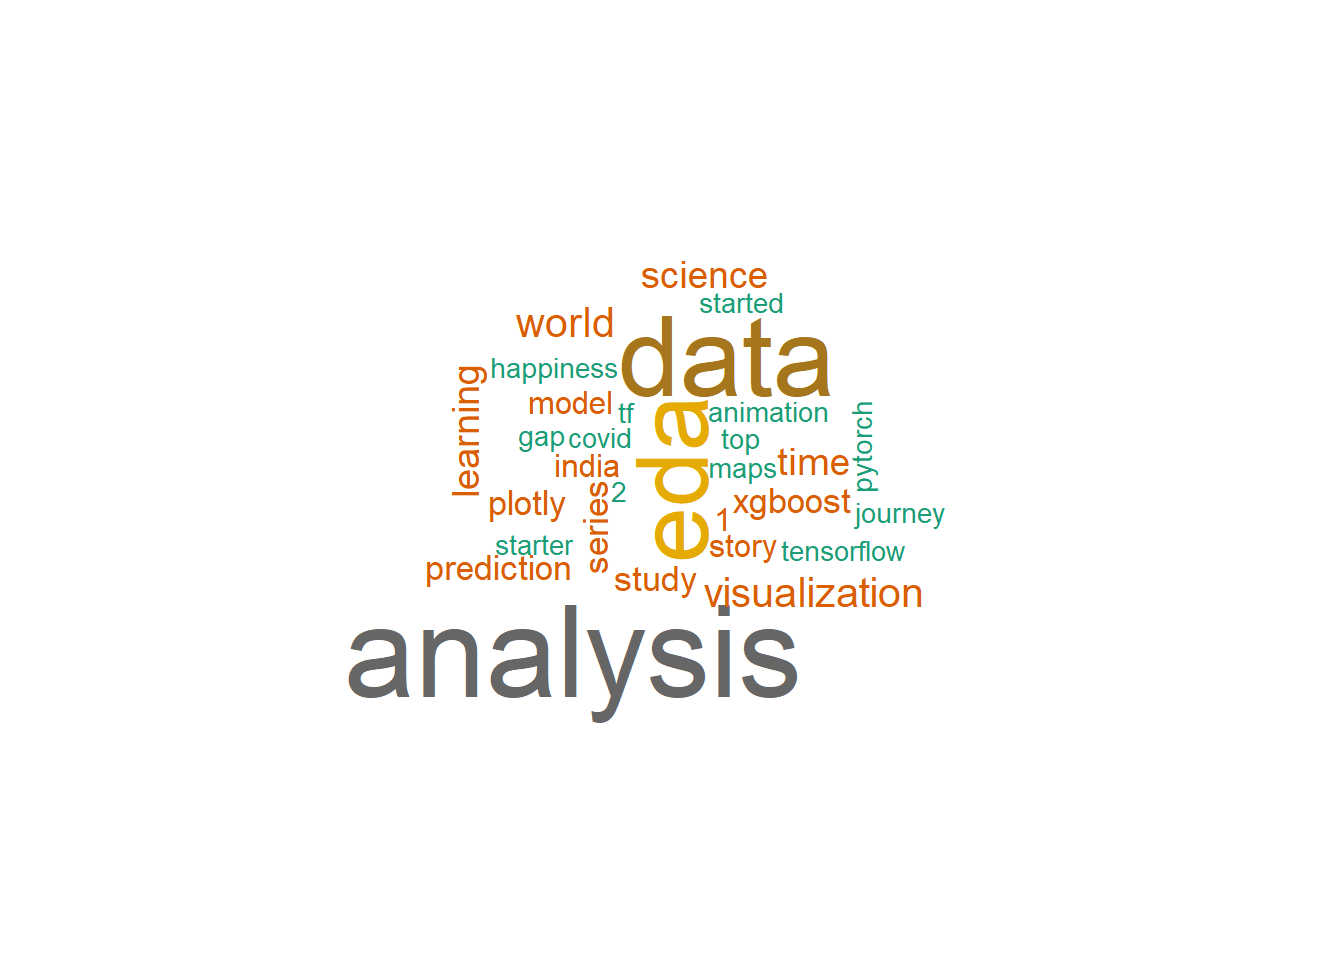 science
started
world
data
happiness
learning
model
tf
eda
animation
pytorch
gap
covid
top
india
maps
time
plotly
series
2
1
xgboost
journey
starter
story
tensorflow
prediction
study
visualization
analysis